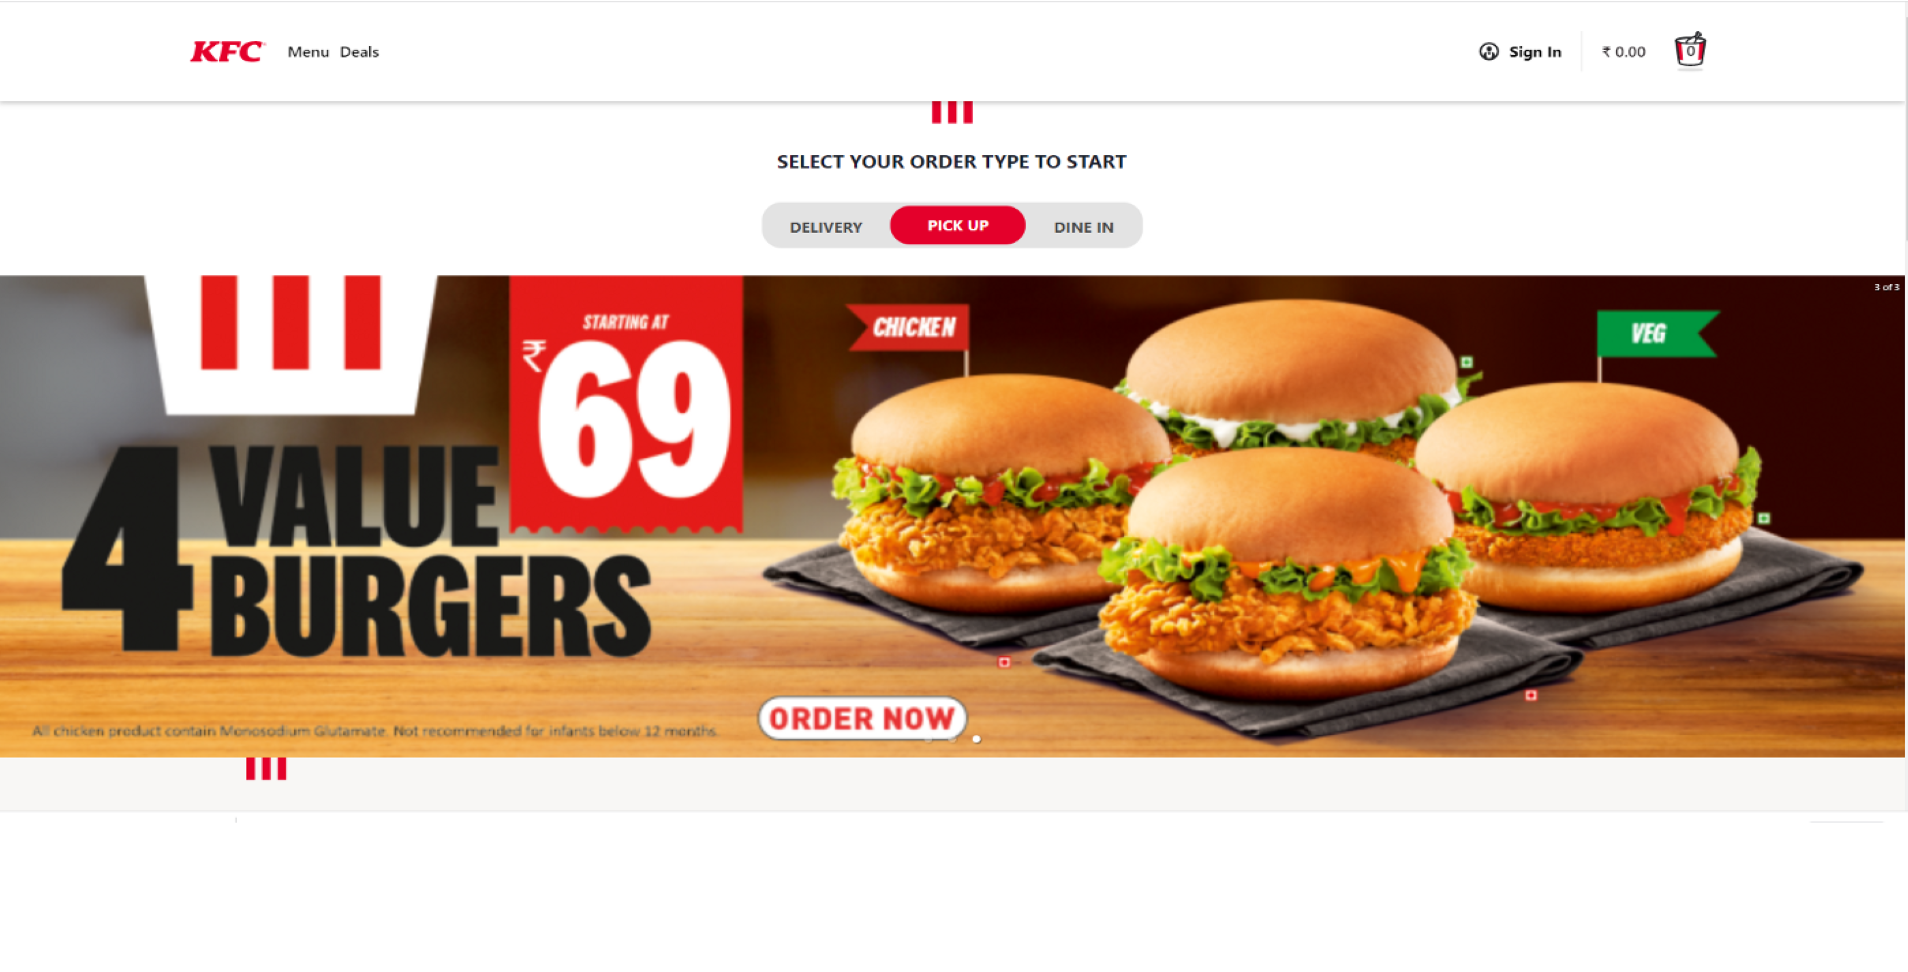 KFC Menu Deals
Sign In ₹ 0.00 0
SELECT YOUR ORDER TYPE TO START
DELIVERY PICK UP DINE IN
3 of 3
STARTING AT
₹69
4 VALUE
BURGERS
CHICKEN
VEG
ORDER NOW
All chicken product contain Monosodium Glutamate. Not recommended for infants below 12 months.